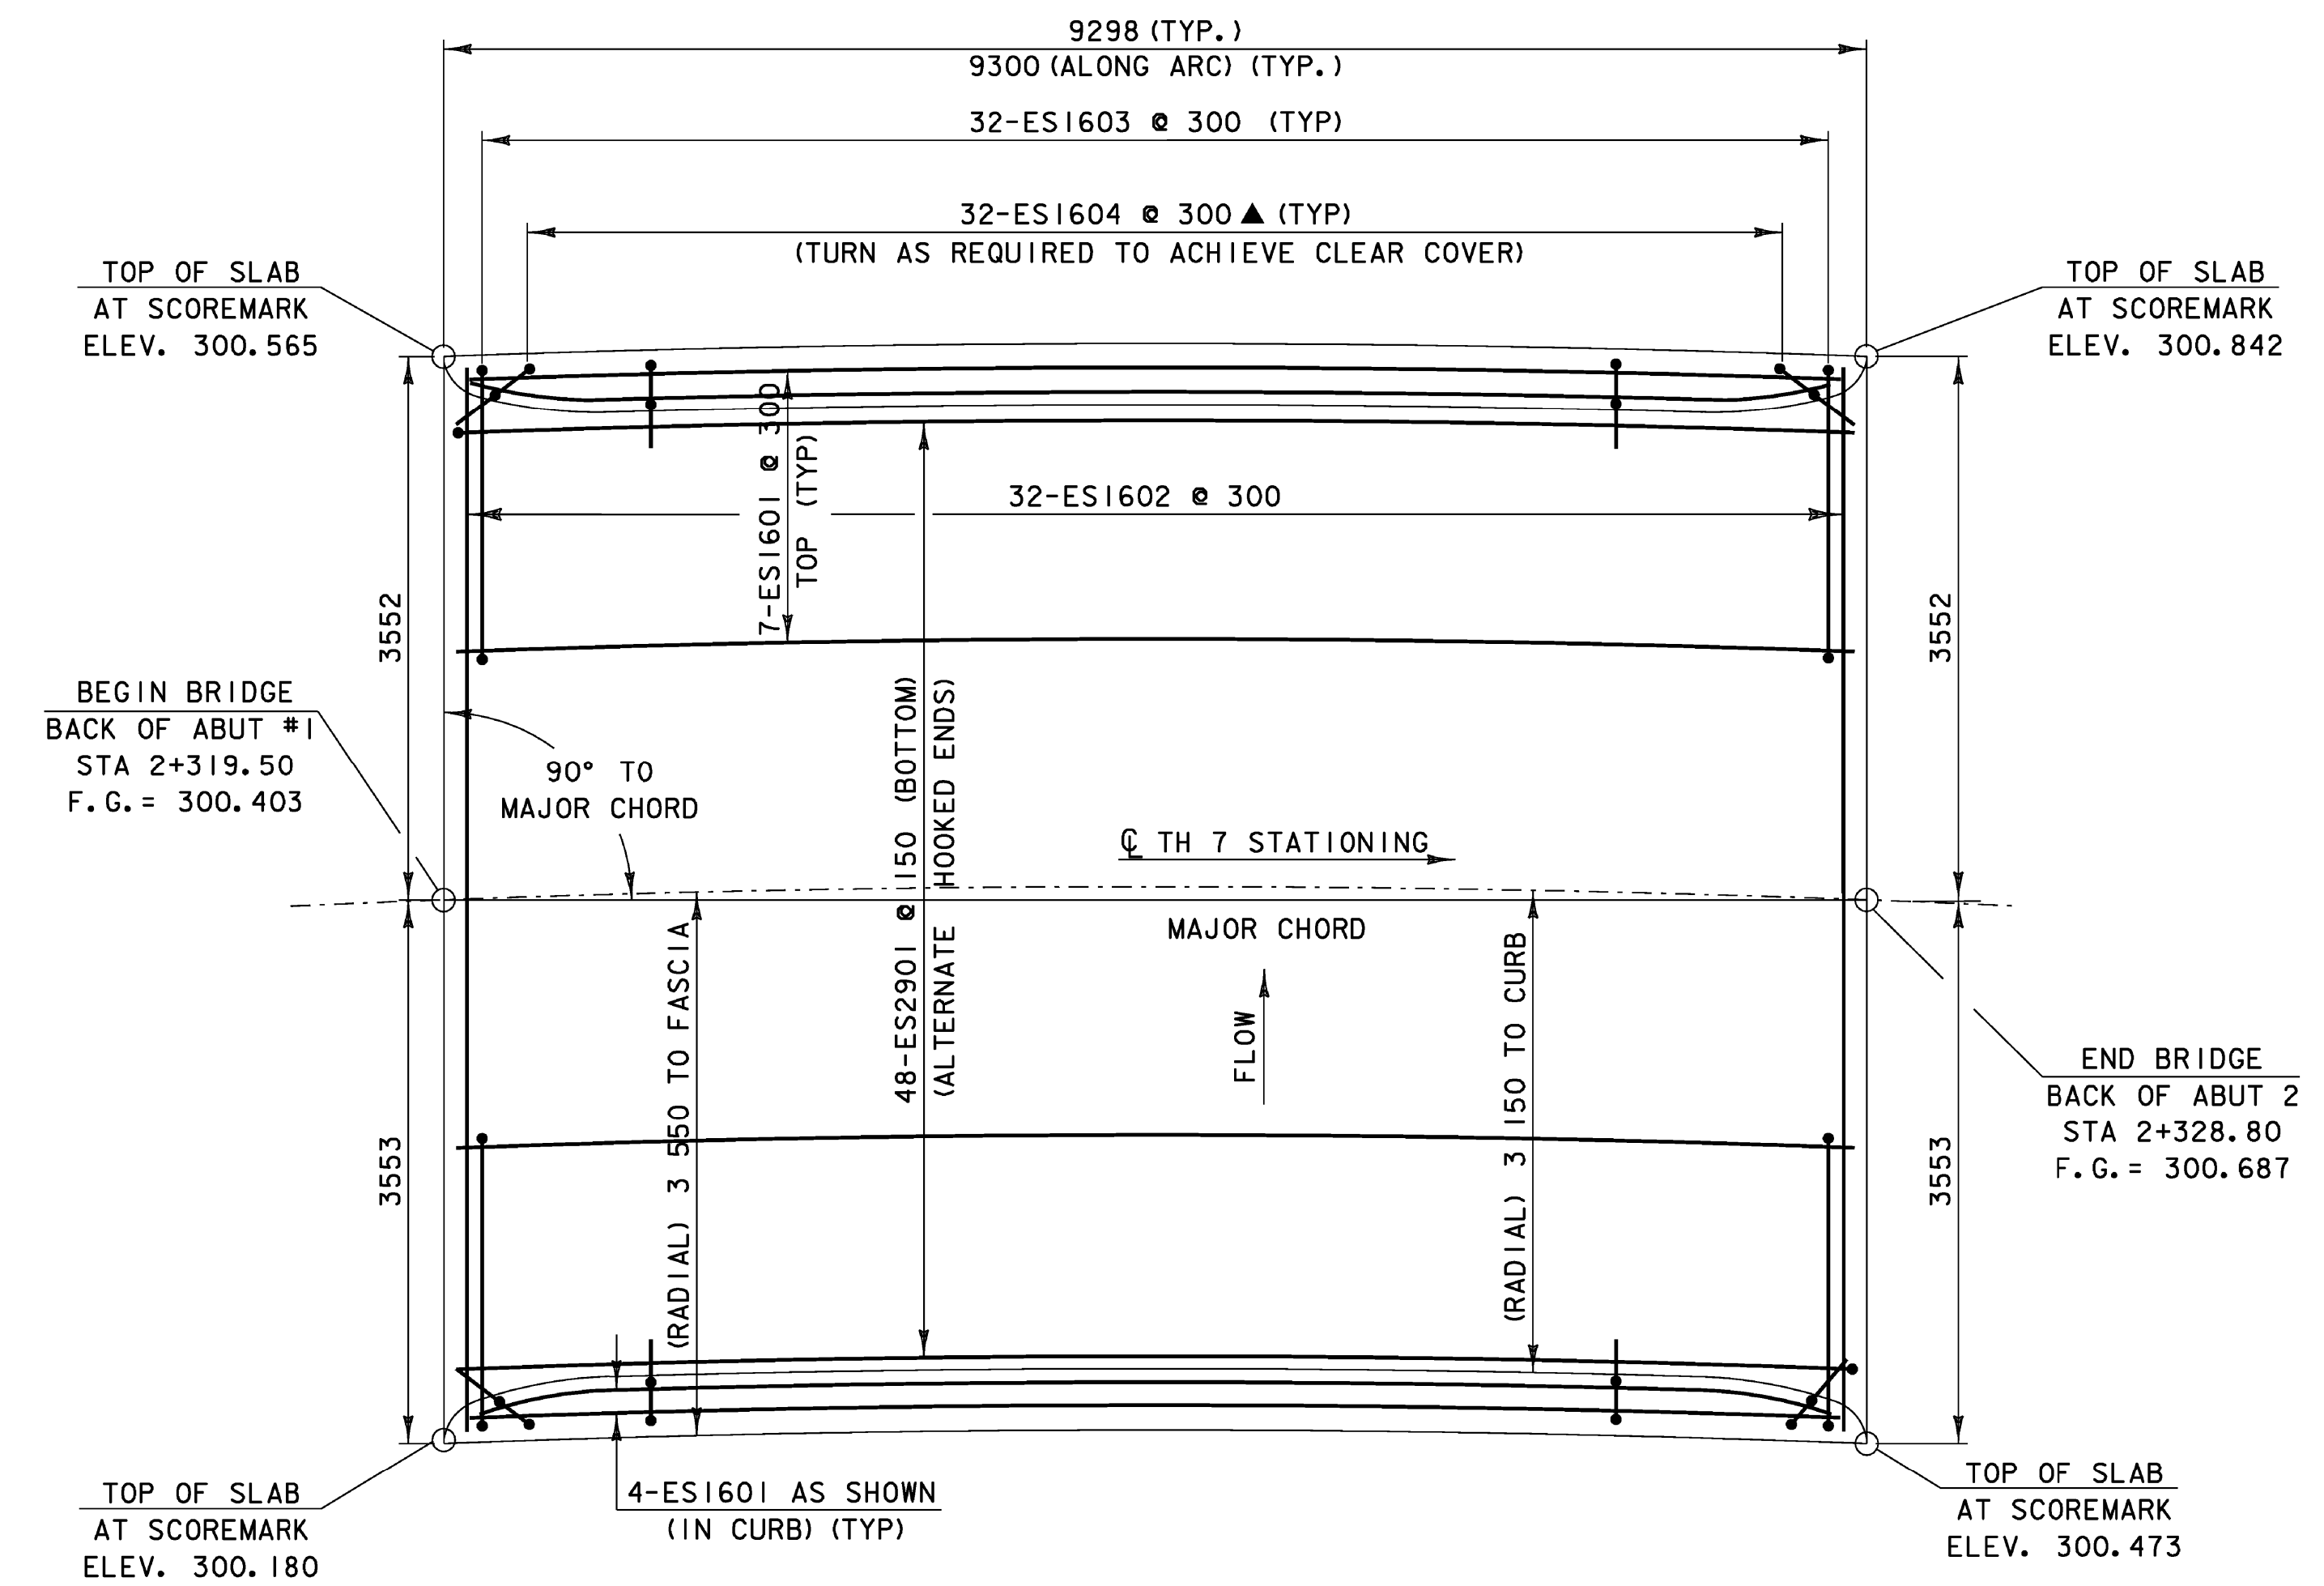 9298 (TYP.)
9300 (ALONG ARC) (TYP.)
32-ES1603 @ 300 (TYP)
32-ES1604 @ 300 ▲ (TYP)
(TURN AS REQUIRED TO ACHIEVE CLEAR COVER)
TOP OF SLAB
AT SCOREMARK
ELEV. 300.565
TOP OF SLAB
AT SCOREMARK
ELEV. 300.842
7-ES1601 @ 300
TOP (TYP)
32-ES1602 @ 300
3552
3552
BEGIN BRIDGE
BACK OF ABUT #1
STA 2+319.50
F.G.= 300.403
90° TO
MAJOR CHORD
48-ES2901 @ 150 (BOTTOM)
(ALTERNATE HOOKED ENDS)
℄ TH 7 STATIONING
MAJOR CHORD
FLOW
(RADIAL) 3 550 TO FASCIA
(RADIAL) 3 150 TO CURB
END BRIDGE
BACK OF ABUT 2
STA 2+328.80
F.G.= 300.687
3553
3553
4-ES1601 AS SHOWN
(IN CURB) (TYP)
TOP OF SLAB
AT SCOREMARK
ELEV. 300.180
TOP OF SLAB
AT SCOREMARK
ELEV. 300.473